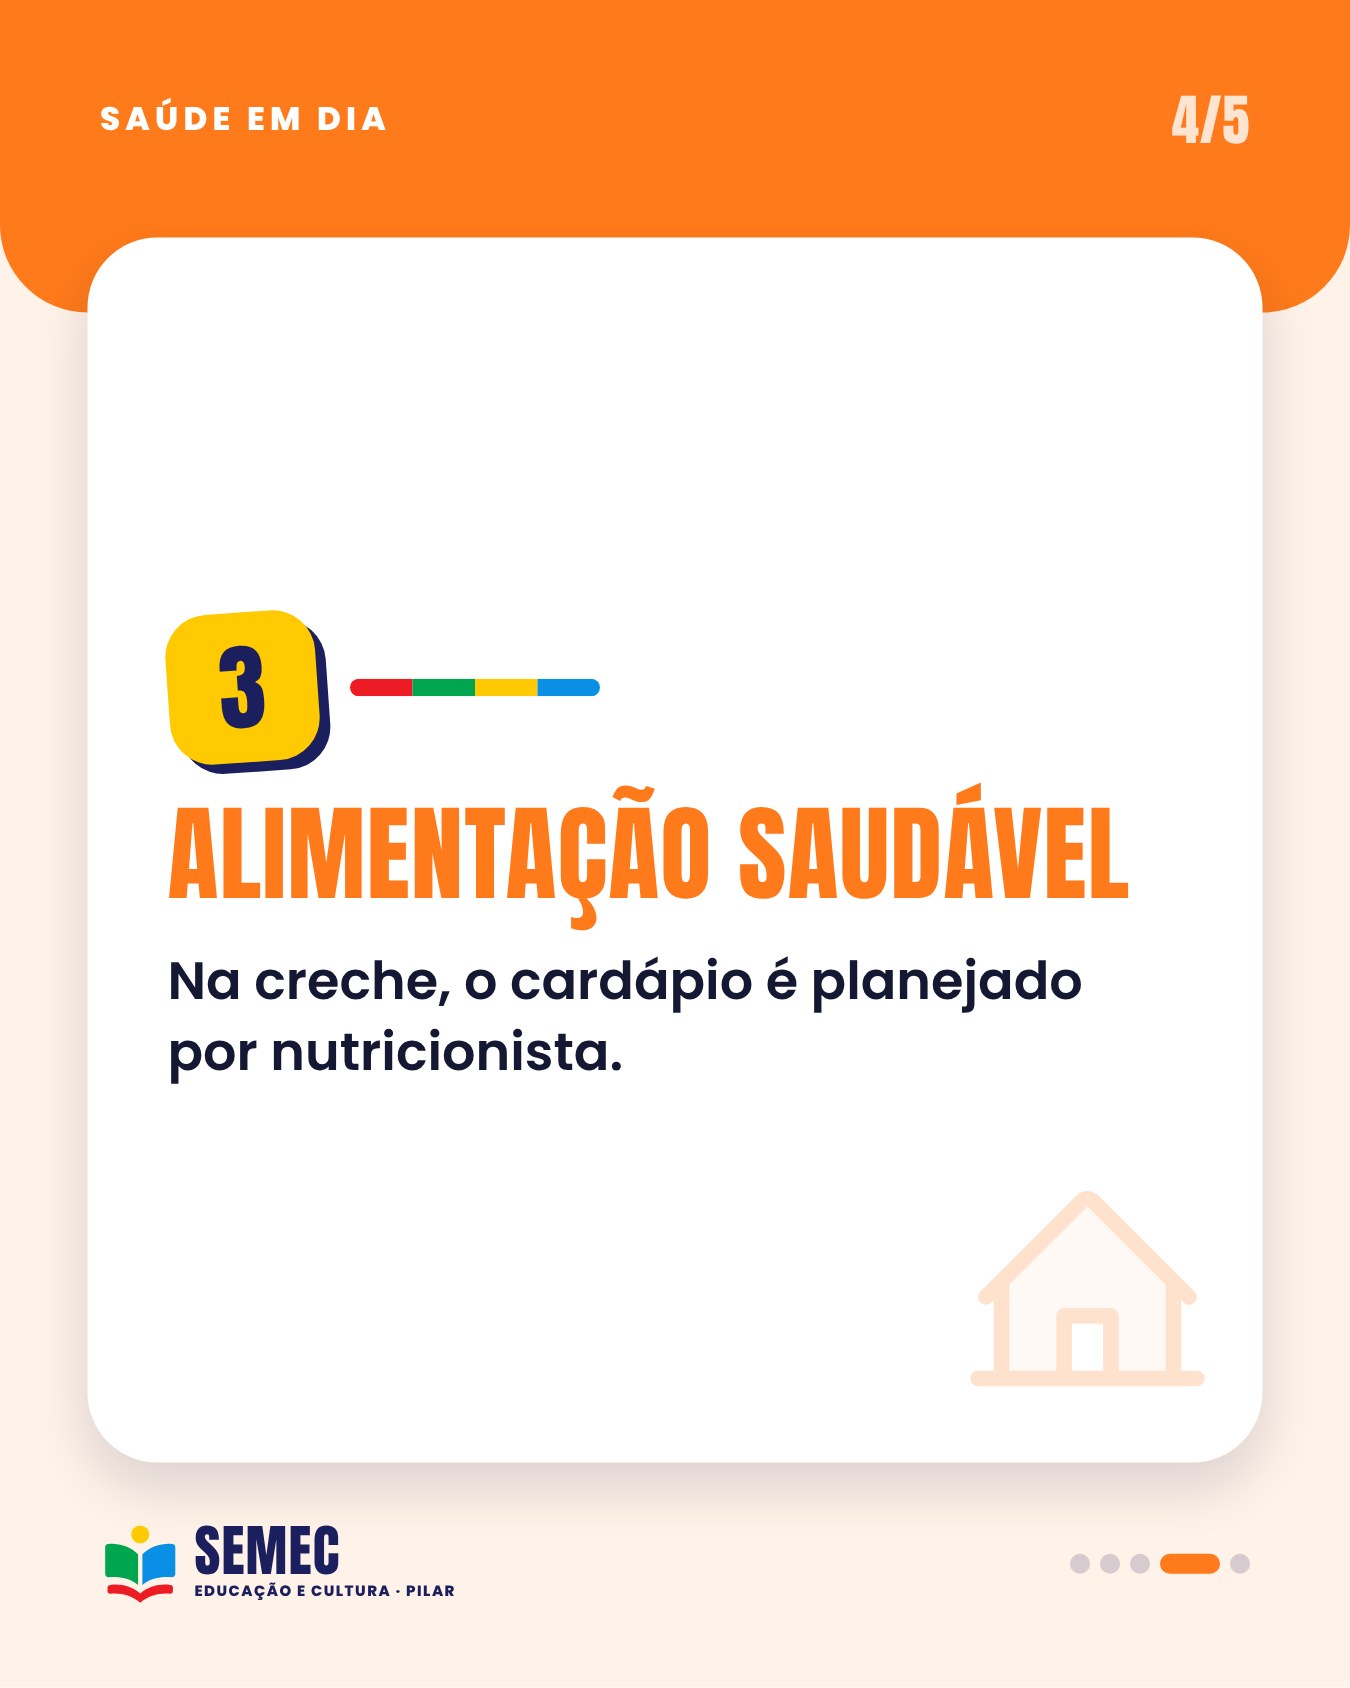 SAÚDE EM DIA
4/5
3
ALIMENTAÇÃO SAUDÁVEL
Na creche, o cardápio é planejado
por nutricionista.
SEMEC
EDUCAÇÃO E CULTURA · PILAR